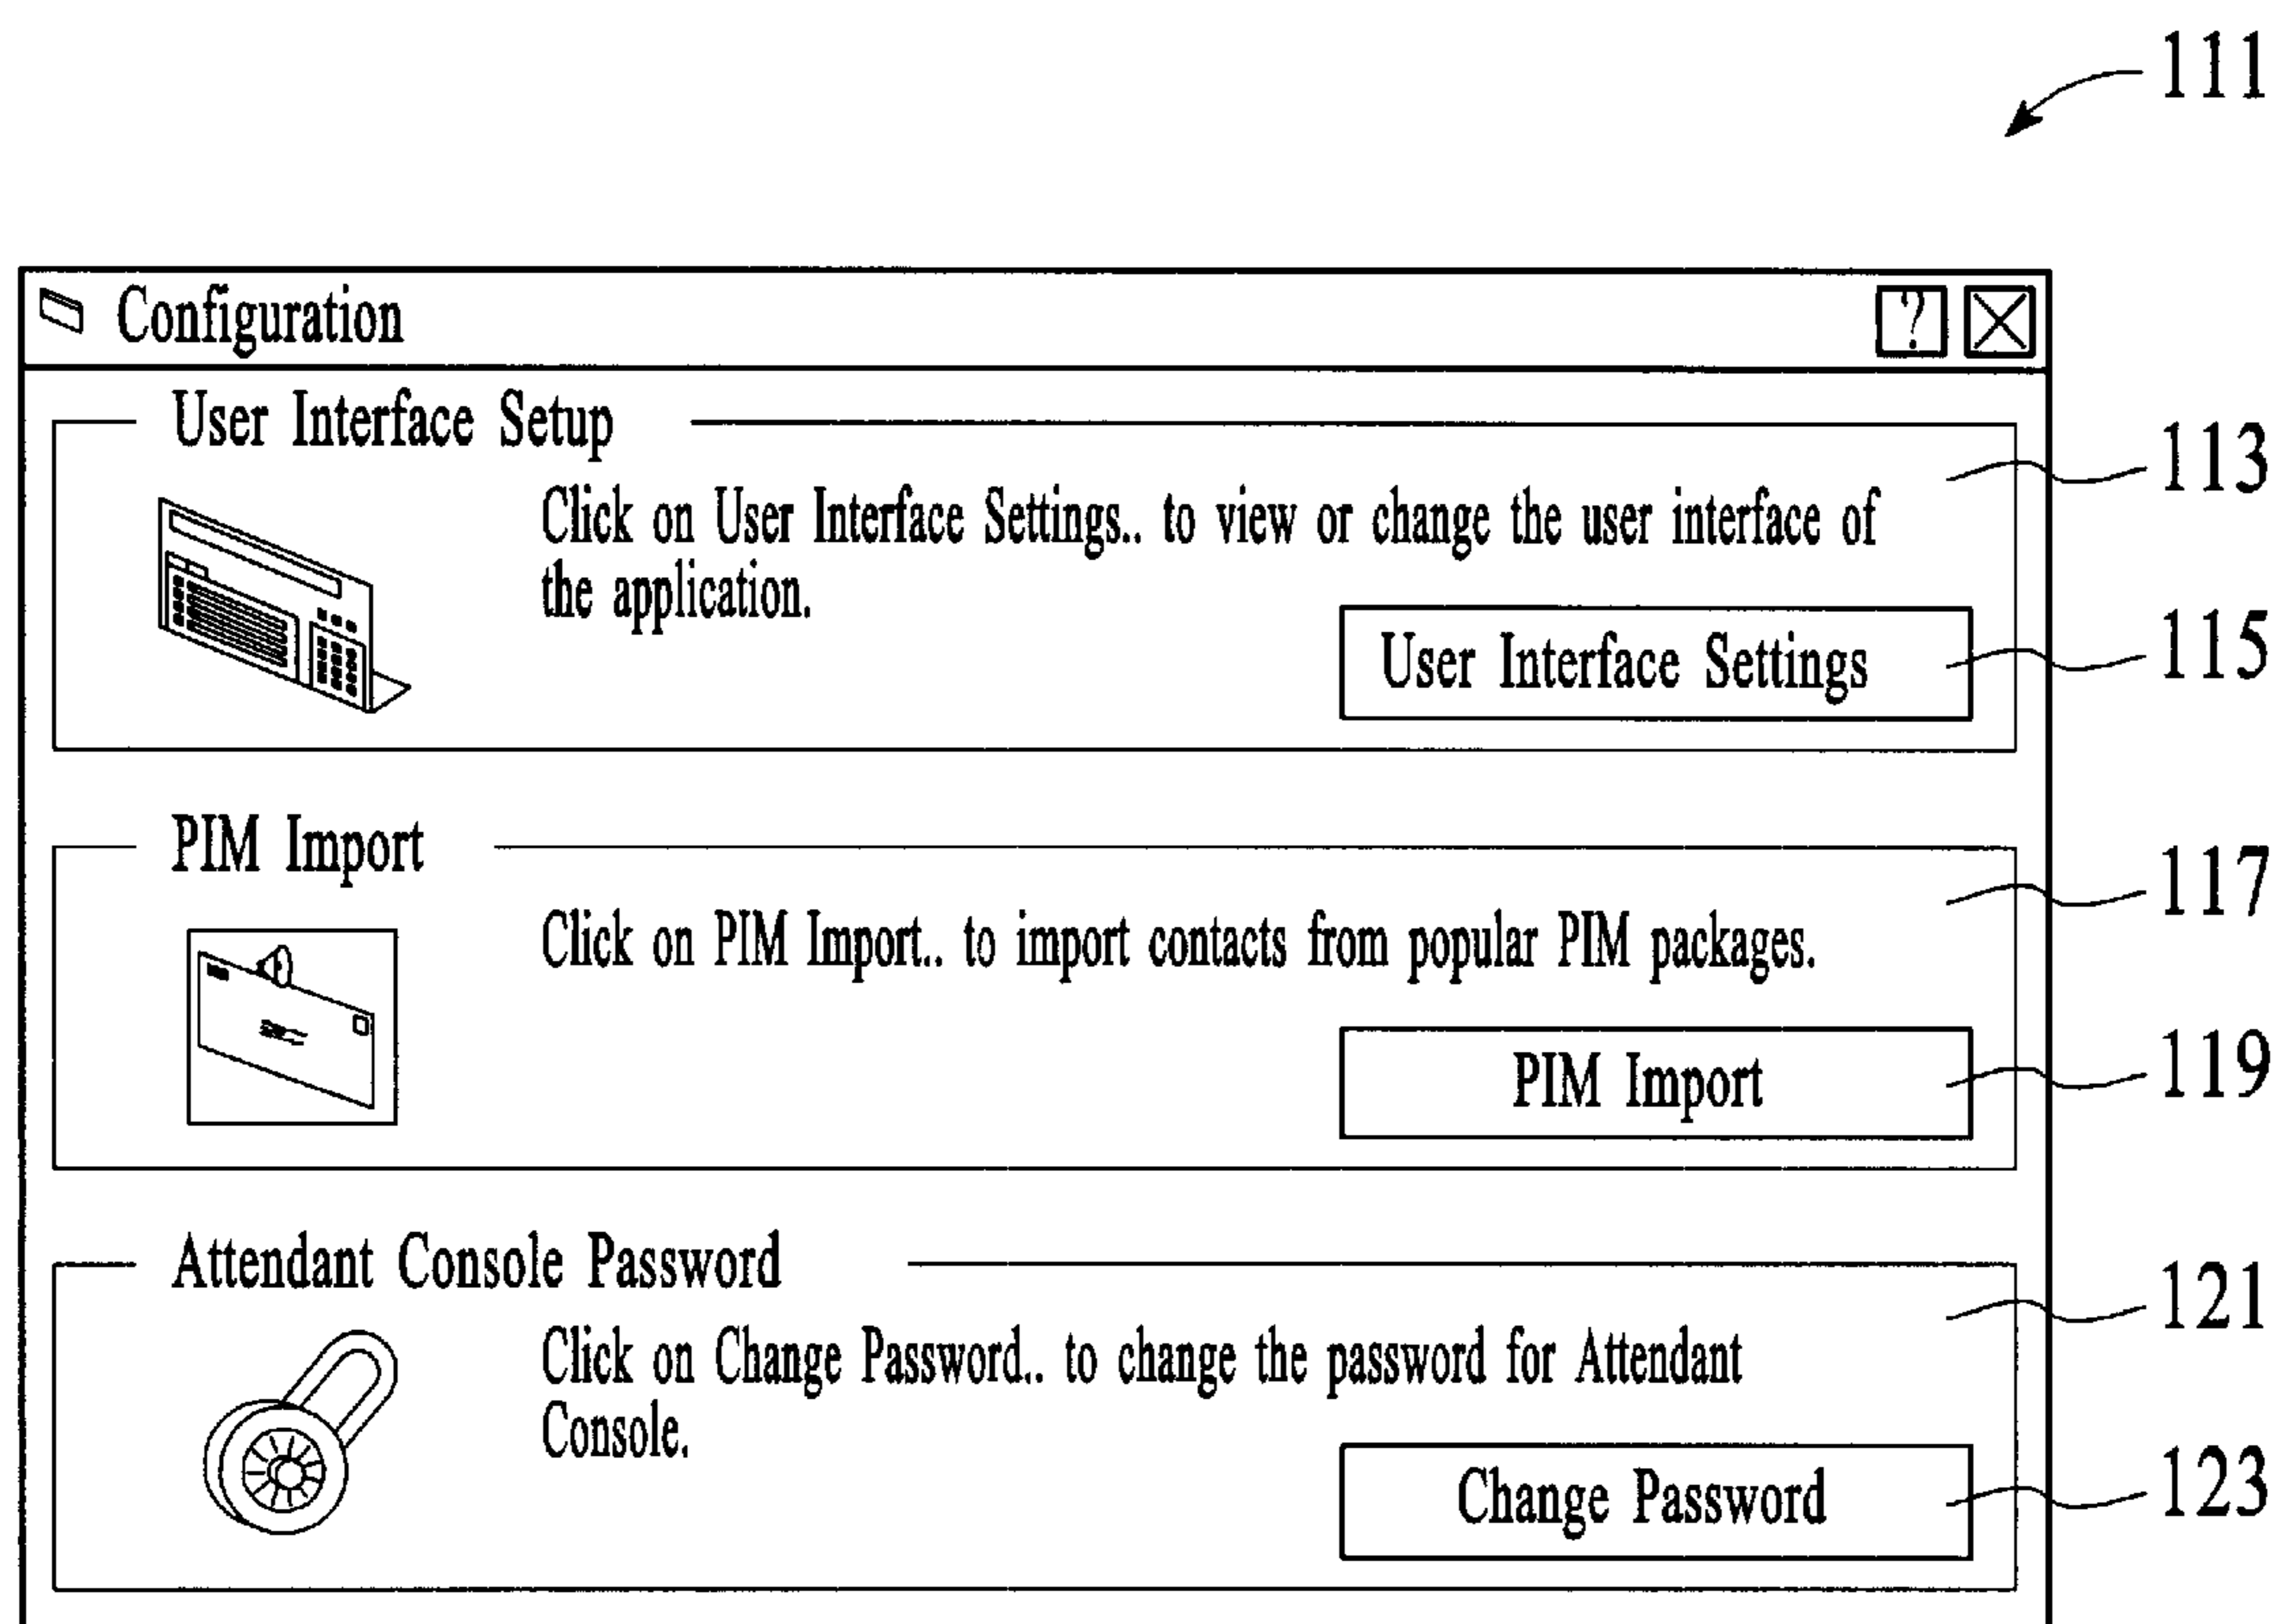 111
Configuration ?
User Interface Setup
113
Click on User Interface Settings.. to view or change the user interface of
the application.
User Interface Settings
115
PIM Import
117
Click on PIM Import.. to import contacts from popular PIM packages.
PIM Import
119
Attendant Console Password
121
Click on Change Password.. to change the password for Attendant
Console.
Change Password
123